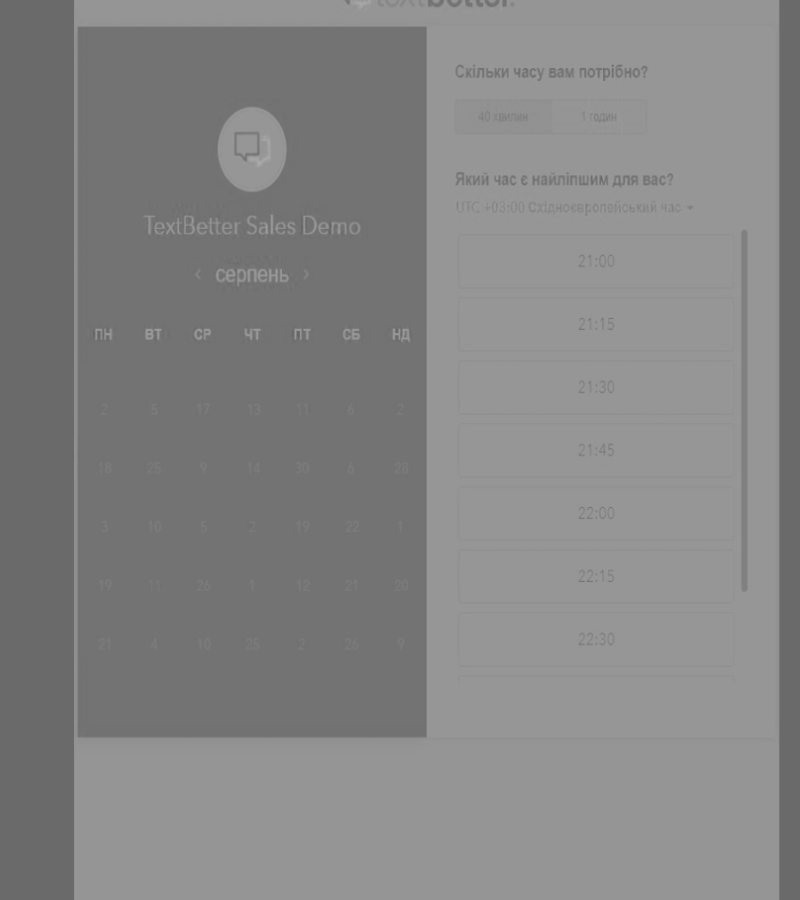 textbetter.
TextBetter Sales Demo
‹ серпень ›
ПН ВТ СР ЧТ ПТ СБ НД
2 5 17 13 11 6 2
18 25 9 14 30 8 28
3 10 5 2 19 22 1
19 11 26 1 12 21 20
21 4 10 25 2 26 9
Скільки часу вам потрібно?
40 хвилин 1 годин
Який час є найліпшим для вас?
UTC +03:00 Східноєвропейський час
21:00
21:15
21:30
21:45
22:00
22:15
22:30